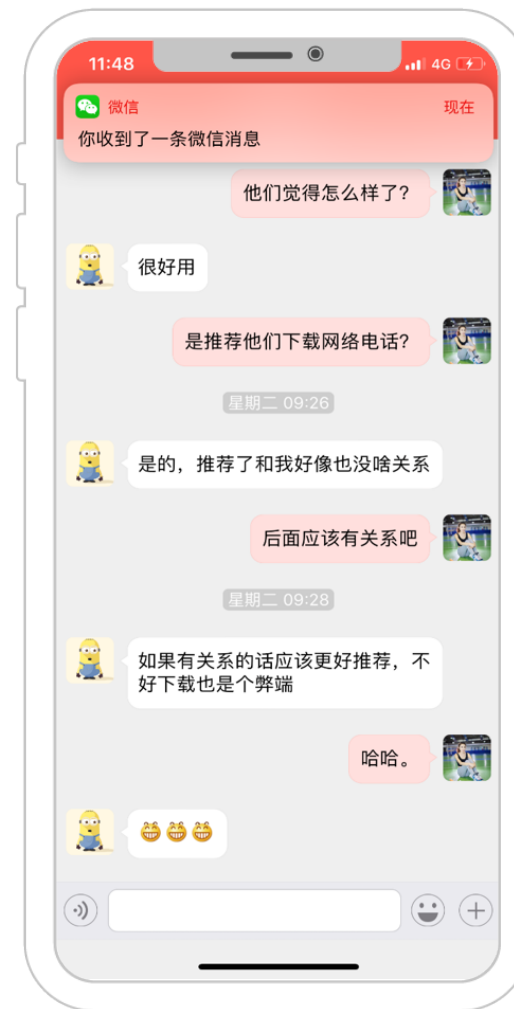 11:48
4G
微信
现在
你收到了一条微信消息
他们觉得怎么样了?
很好用
是推荐他们下载网络电话?
星期二 09:26
是的，推荐了和我好像也没啥关系
后面应该有关系吧
星期二 09:28
如果有关系的话应该更好推荐，不
好下载也是个弊端
哈哈。